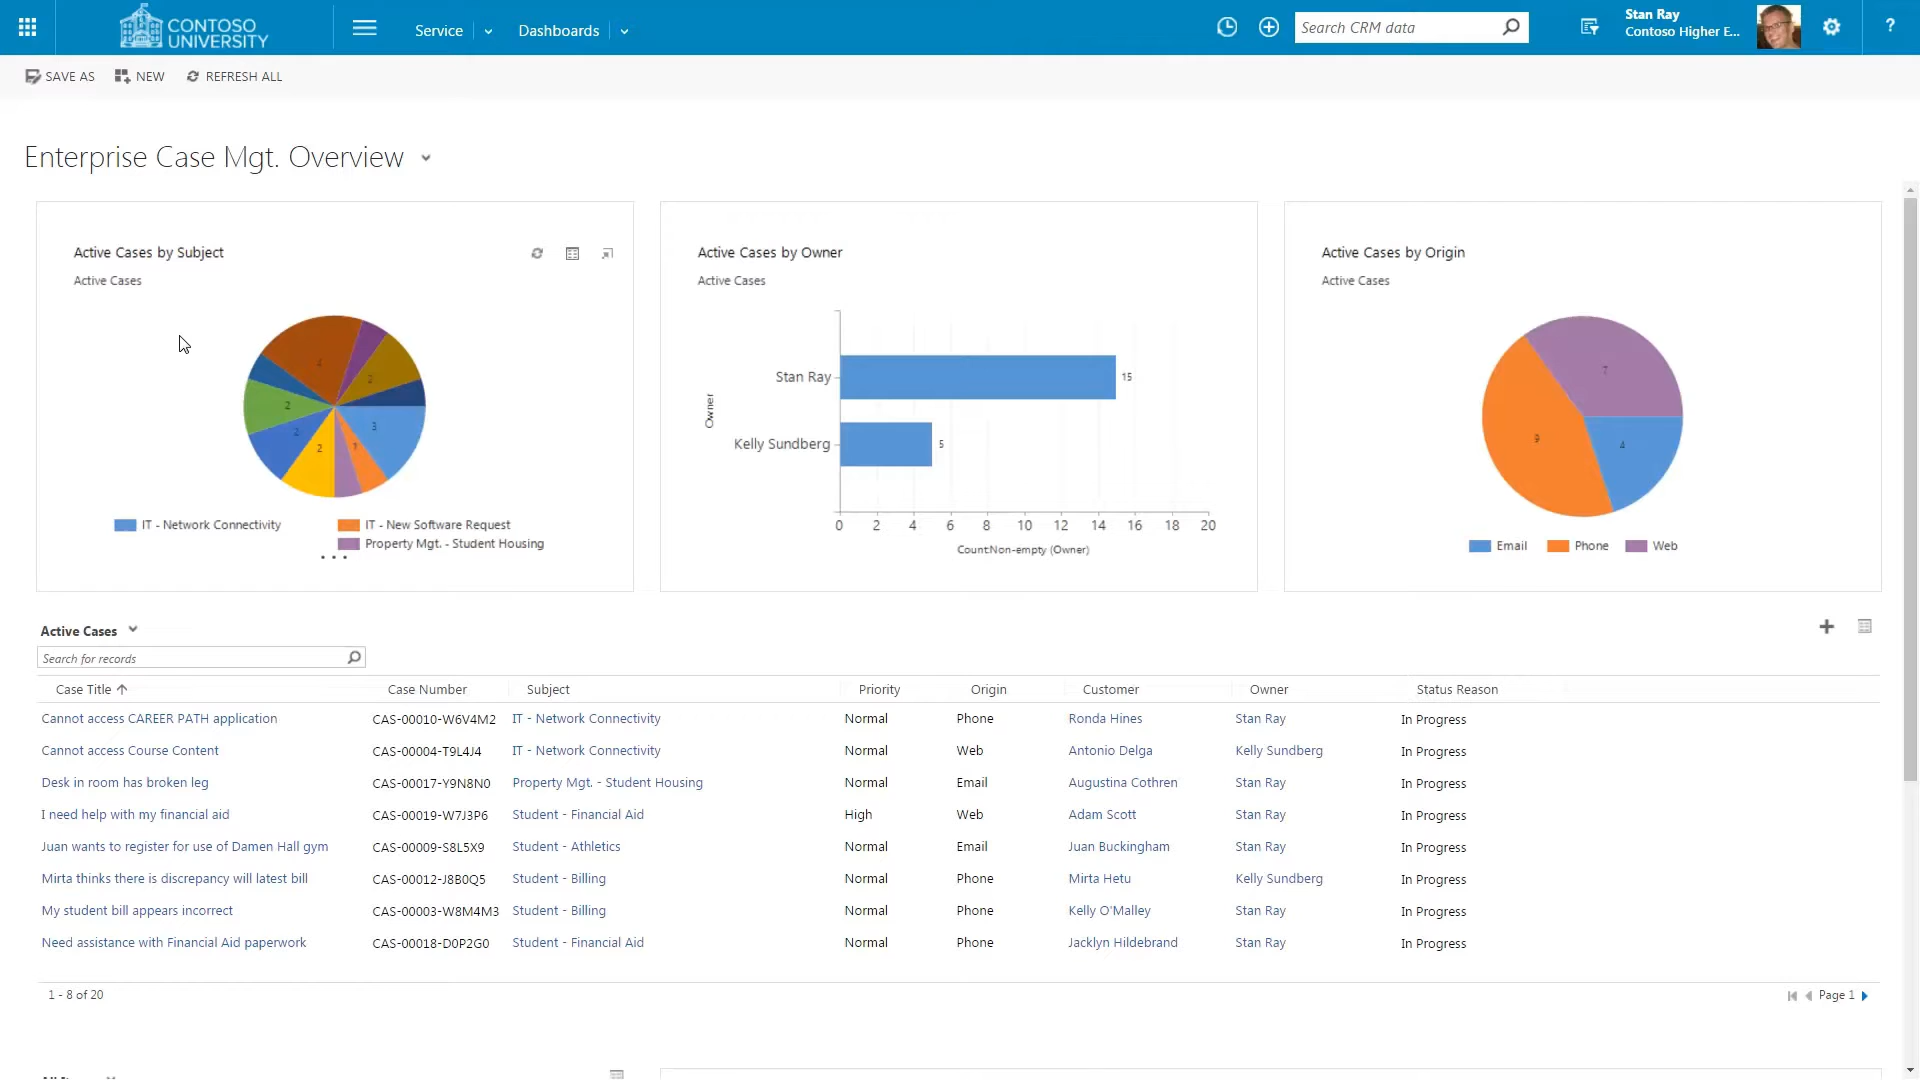 CONTOSO
UNIVERSITY
Service
Dashboards
Search CRM data
Stan Ray
Contoso Higher E...
?
SAVE AS
NEW
REFRESH ALL
Enterprise Case Mgt. Overview
Active Cases by Subject
Active Cases
4
2
2
3
2
2
1
IT - Network Connectivity
IT - New Software Request
Property Mgt. - Student Housing
...
Active Cases by Owner
Active Cases
Owner
Stan Ray
15
Kelly Sundberg
5
0 2 4 6 8 10 12 14 16 18 20
Count:Non-empty (Owner)
Active Cases by Origin
Active Cases
7
9
4
Email Phone Web
Active Cases
Search for records
Case Title Case Number Subject Priority Origin Customer Owner Status Reason
Cannot access CAREER PATH application CAS-00010-W6V4M2 IT - Network Connectivity Normal Phone Ronda Hines Stan Ray In Progress
Cannot access Course Content CAS-00004-T9L4J4 IT - Network Connectivity Normal Web Antonio Delga Kelly Sundberg In Progress
Desk in room has broken leg CAS-00017-Y9N8N0 Property Mgt. - Student Housing Normal Email Augustina Cothren Stan Ray In Progress
I need help with my financial aid CAS-00019-W7J3P6 Student - Financial Aid High Web Adam Scott Stan Ray In Progress
Juan wants to register for use of Damen Hall gym CAS-00009-S8L5X9 Student - Athletics Normal Email Juan Buckingham Stan Ray In Progress
Mirta thinks there is discrepancy will latest bill CAS-00012-J8B0Q5 Student - Billing Normal Phone Mirta Hetu Kelly Sundberg In Progress
My student bill appears incorrect CAS-00003-W8M4M3 Student - Billing Normal Phone Kelly O'Malley Stan Ray In Progress
Need assistance with Financial Aid paperwork CAS-00018-D0P2G0 Student - Financial Aid Normal Phone Jacklyn Hildebrand Stan Ray In Progress
1 - 8 of 20
Page 1